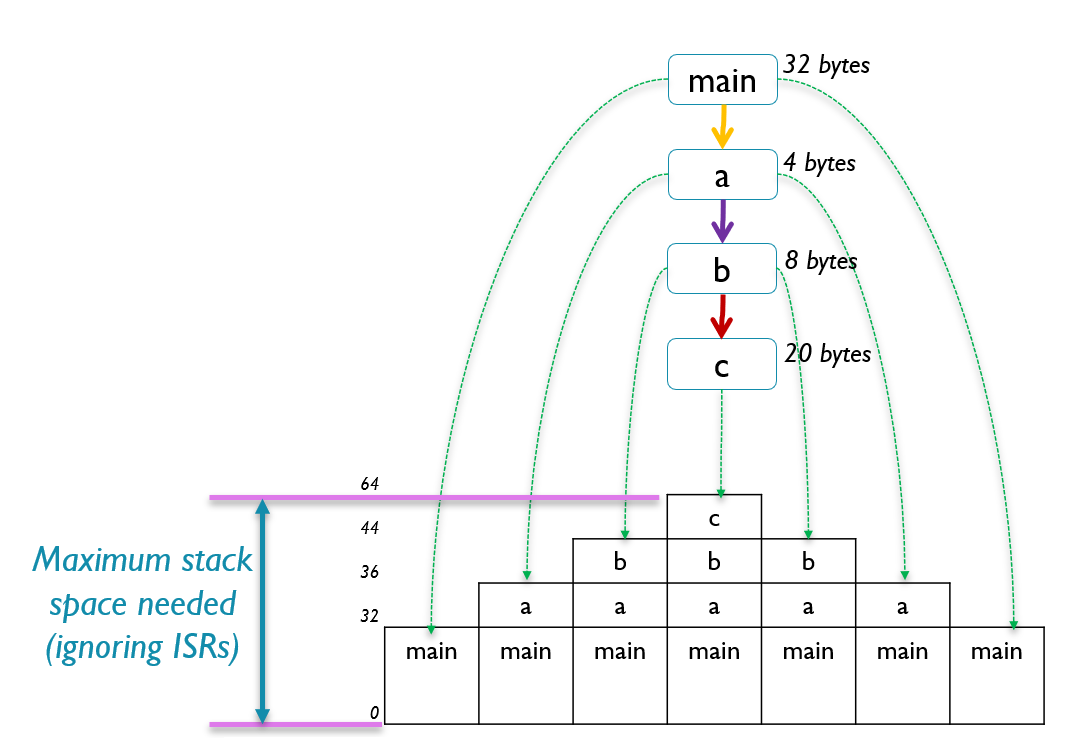 main 32 bytes
a 4 bytes
b 8 bytes
c 20 bytes
64
c
44
b b b
36
a a a a a
32
main main main main main main main
0
Maximum stack
space needed
(ignoring ISRs)